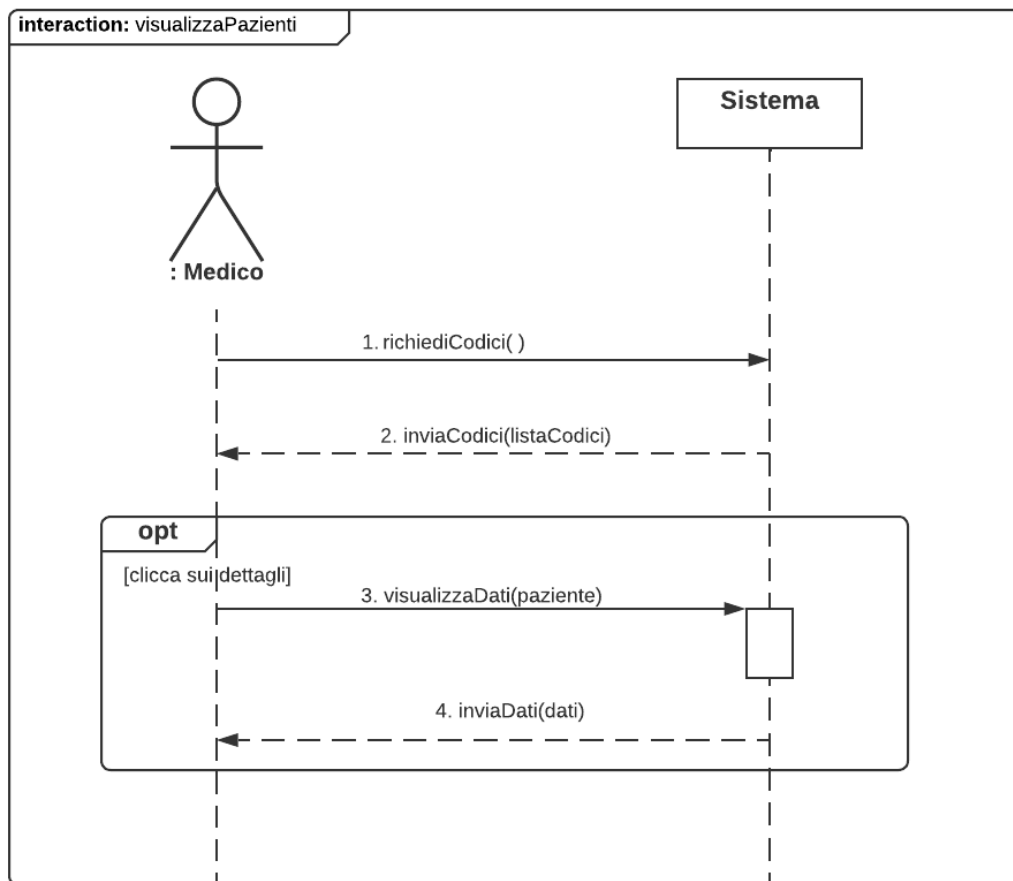 interaction: visualizzaPazienti
Sistema
: Medico
1. richiediCodici( )
2. inviaCodici(listaCodici)
opt
[clicca sui dettagli]
3. visualizzaDati(paziente)
4. inviaDati(dati)